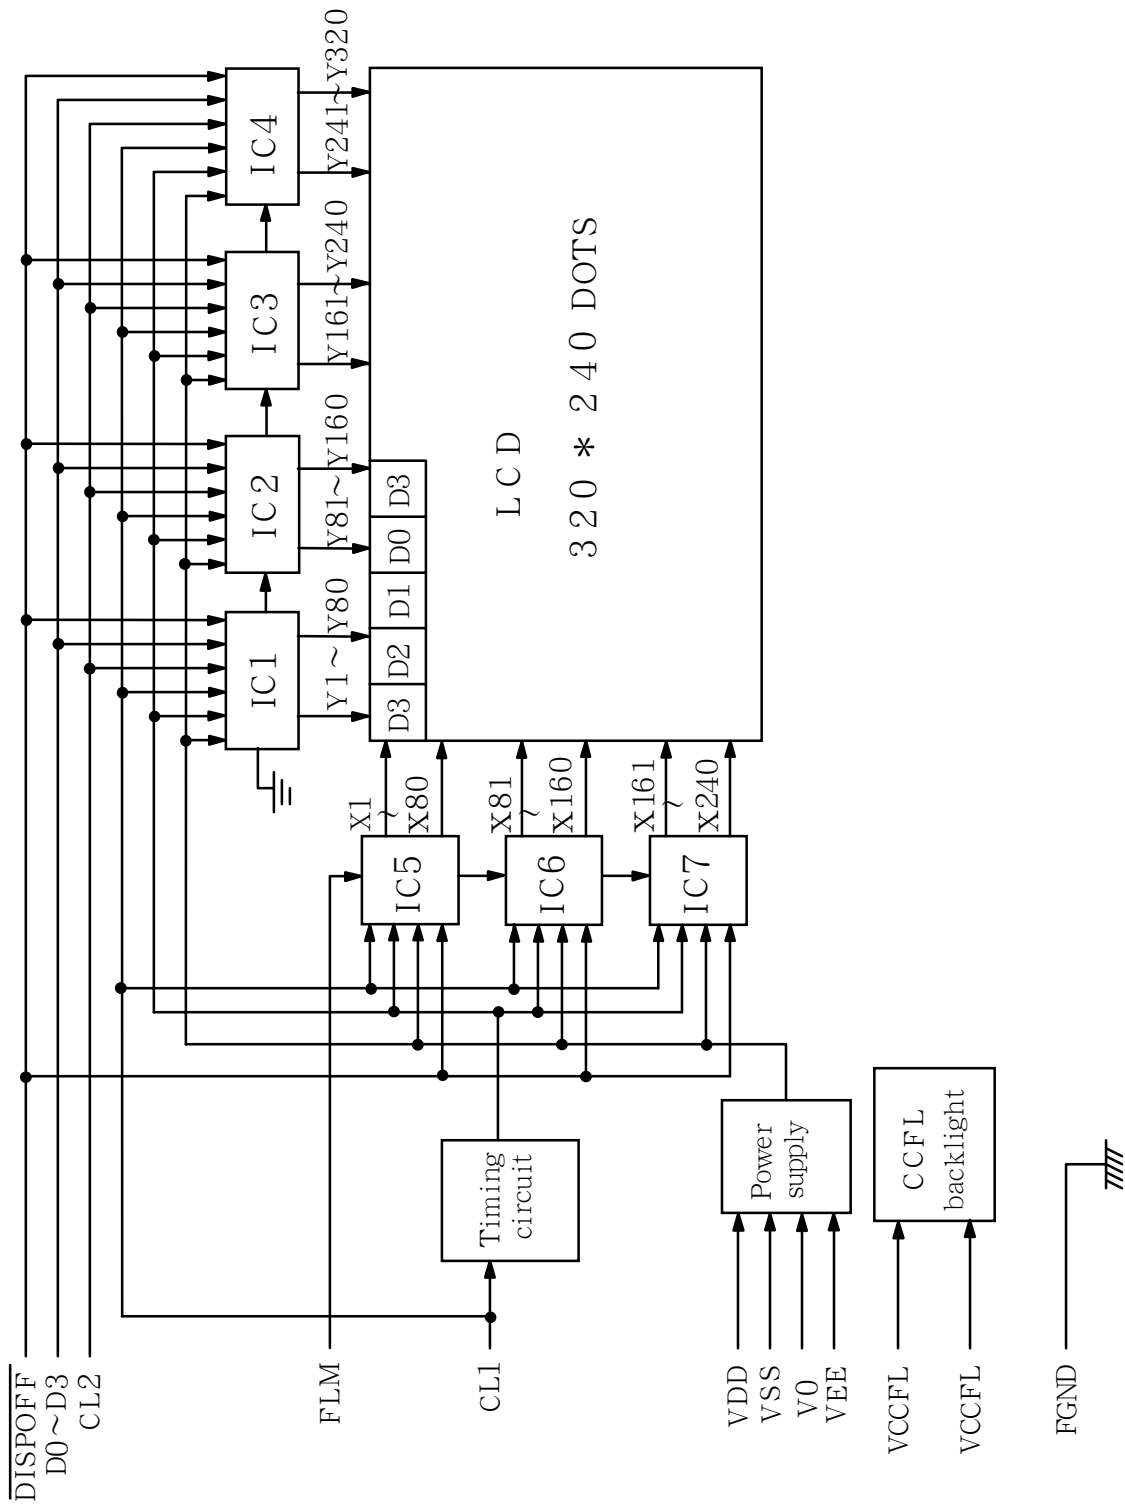 DISPOFF
D0~D3
CL2
FLM
CL1
VDD
VSS
V0
VEE
VCCFL
VCCFL
FGND
Timing
circuit
Power
supply
CCFL
backlight
IC5
IC6
IC7
X1
~
X80
X81
~
X160
X161
~
X240
IC1
IC2
IC3
IC4
Y1~Y80
Y81~Y160
Y161~Y240
Y241~Y320
D3
D2
D1
D0
D3
LCD
320*240 DOTS